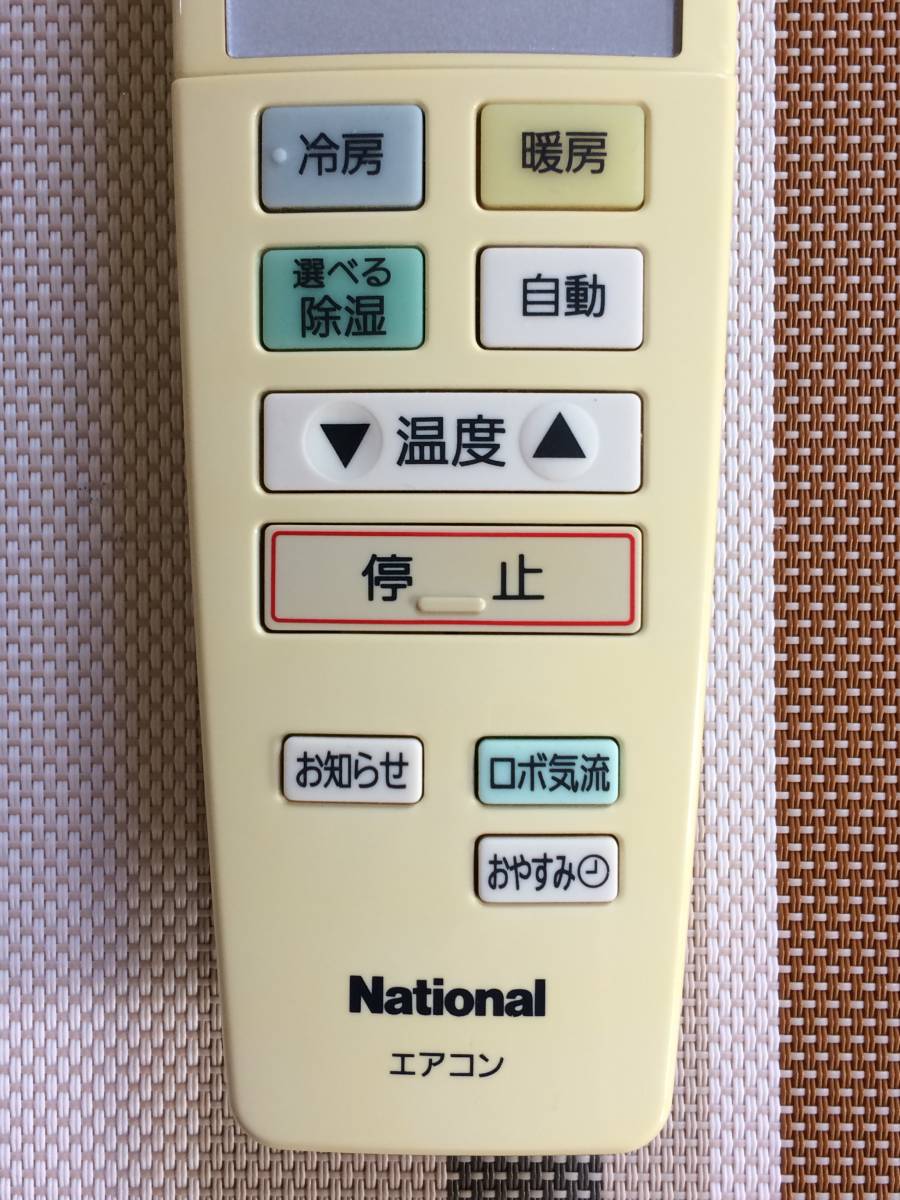 冷房
暖房
選べる
除湿
自動
▼ 温度 ▲
停 止
お知らせ
ロボ気流
おやすみ
National
エアコン